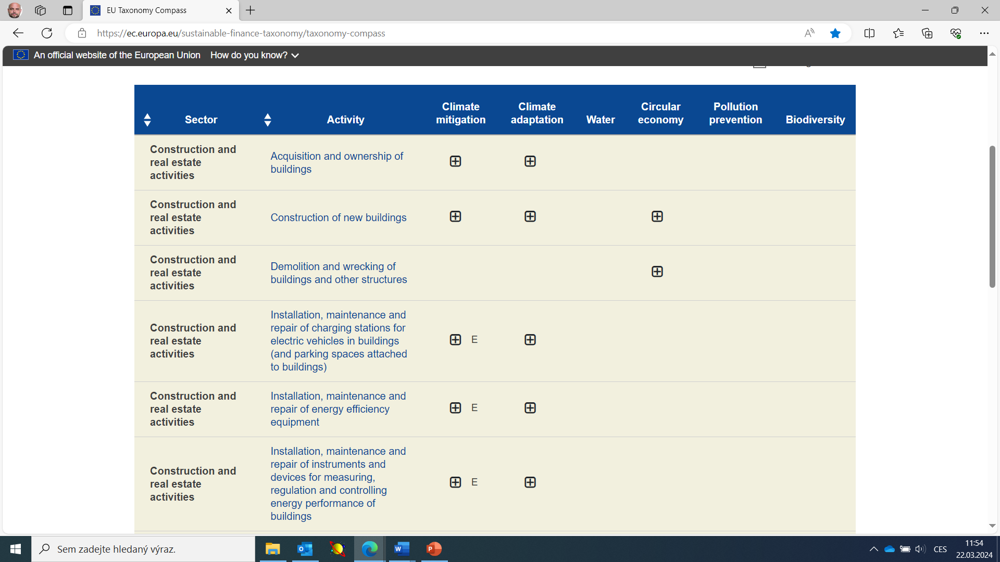 EU Taxonomy Compass
https://ec.europa.eu/sustainable-finance-taxonomy/taxonomy-compass
An official website of the European Union How do you know?
Sector
Activity
Climate
mitigation
Climate
adaptation
Water
Circular
economy
Pollution
prevention
Biodiversity
Construction and
real estate
activities
Acquisition and ownership of
buildings
Construction and
real estate
activities
Construction of new buildings
Construction and
real estate
activities
Demolition and wrecking of
buildings and other structures
Construction and
real estate
activities
Installation, maintenance and
repair of charging stations for
electric vehicles in buildings
(and parking spaces attached
to buildings)
E
Construction and
real estate
activities
Installation, maintenance and
repair of energy efficiency
equipment
E
Construction and
real estate
activities
Installation, maintenance and
repair of instruments and
devices for measuring,
regulation and controlling
energy performance of
buildings
E
Sem zadejte hledaný výraz.
CES
11:54
22.03.2024